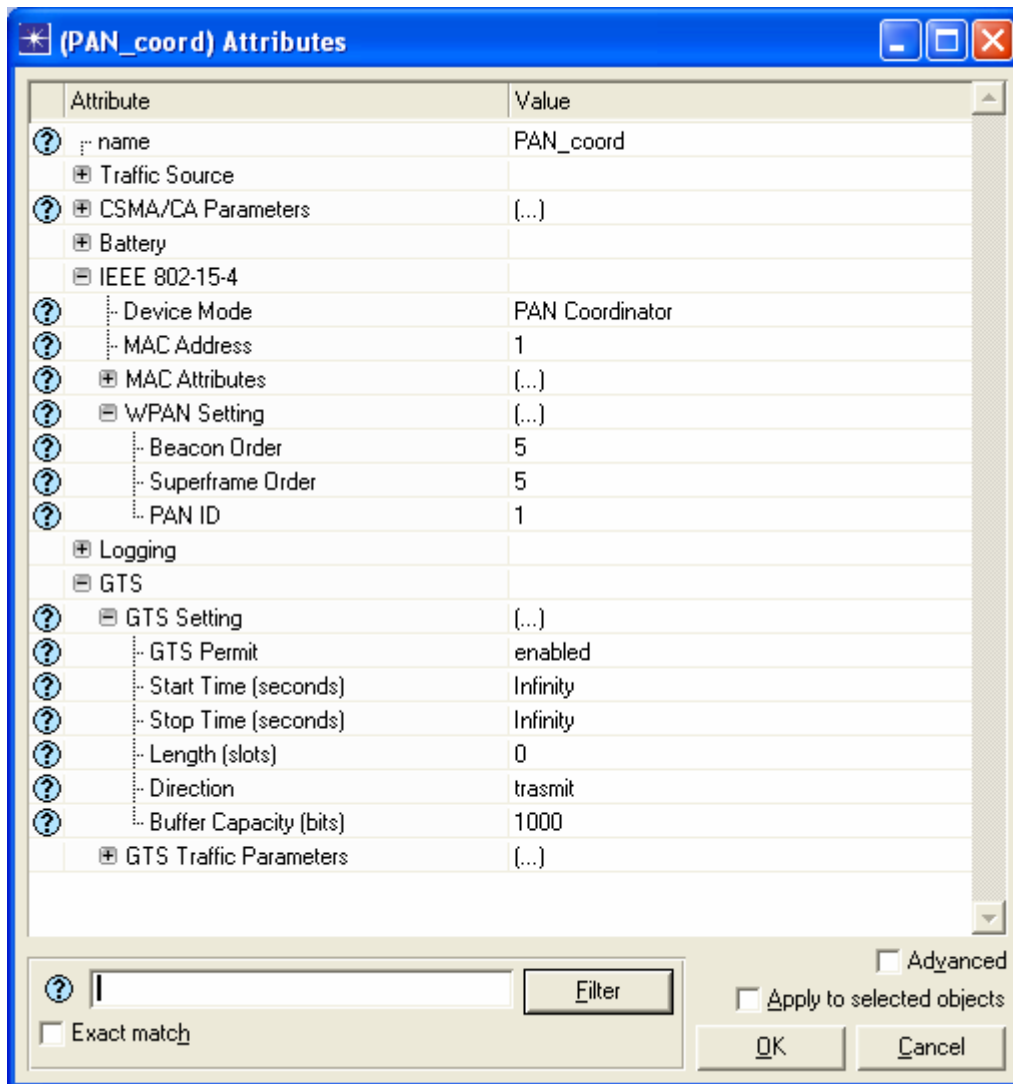 (PAN_coord) Attributes
Attribute Value
name PAN_coord
Traffic Source
CSMA/CA Parameters (...)
Battery
IEEE 802-15-4
Device Mode PAN Coordinator
MAC Address 1
MAC Attributes (...)
WPAN Setting (...)
Beacon Order 5
Superframe Order 5
PAN ID 1
Logging
GTS
GTS Setting (...)
GTS Permit enabled
Start Time (seconds) Infinity
Stop Time (seconds) Infinity
Length (slots) 0
Direction trasmit
Buffer Capacity (bits) 1000
GTS Traffic Parameters (...)
Advanced
Filter
Apply to selected objects
Exact match
OK Cancel